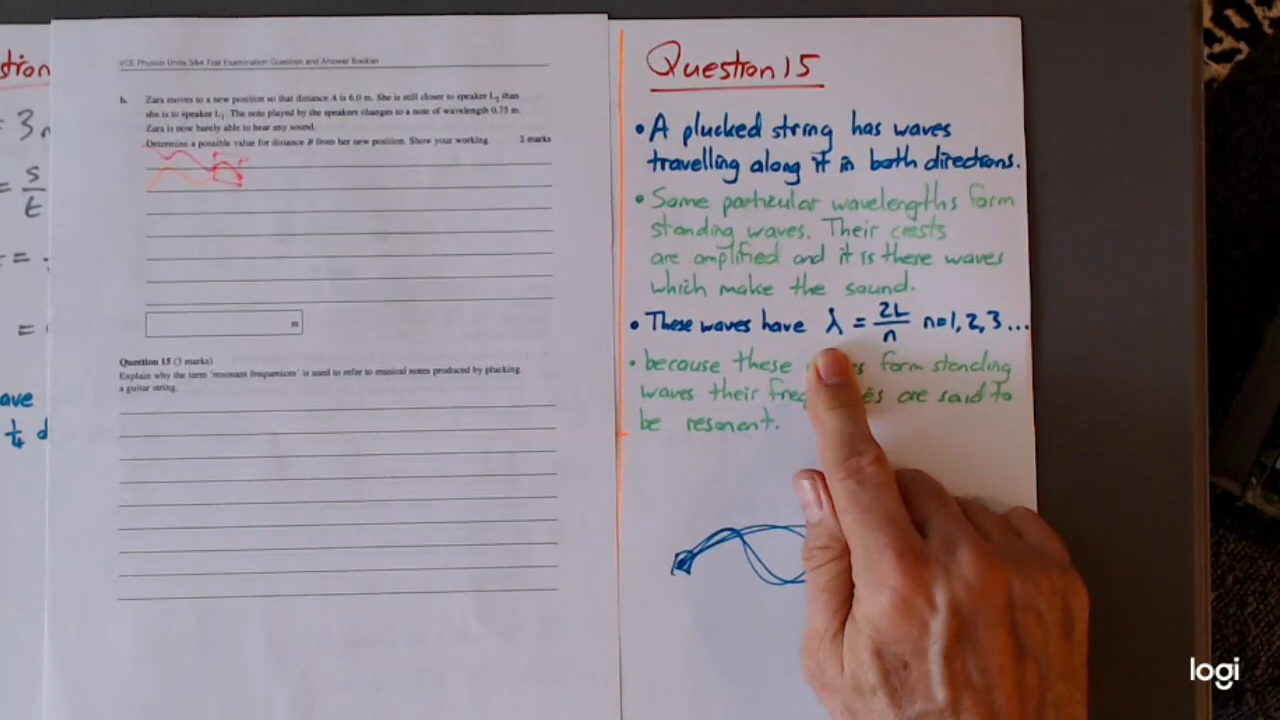 stion
= 3
= s/t
=
=
ave
1/4 d
VCE Physics Units 3&4 Trial Examination Question and Answer Booklet
b. Zara moves to a new position so that distance A is 6.0 m. She is still closer to speaker L2 than
she is to speaker L1. The note played by the speakers changes to a note of wavelength 0.75 m.
Zara is now barely able to hear any sound.
Determine a possible value for distance B from her new position. Show your working. 2 marks
m
Question 15 (3 marks)
Explain why the term 'resonant frequencies' is used to refer to musical notes produced by plucking
a guitar string.
Question 15
• A plucked string has waves
travelling along it in both directions.
• Some particular wavelengths form
standing waves. Their crests
are amplified and it is there waves
which make the sound.
• These waves have λ = 2L/n n=1, 2, 3 ...
• because these form standing
waves their are said to
be resonant.
logi